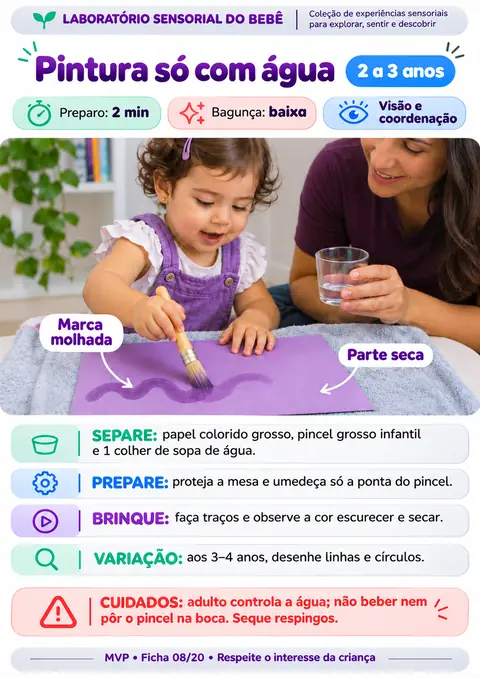 LABORATÓRIO SENSORIAL DO BEBÊ
Coleção de experiências sensoriais
para explorar, sentir e descobrir
Pintura só com água
2 a 3 anos
Preparo: 2 min
Bagunça: baixa
Visão e
coordenação
Marca
molhada
Parte seca
SEPARE: papel colorido grosso, pincel grosso infantil
e 1 colher de sopa de água.
PREPARE: proteja a mesa e umedeça só a ponta do pincel.
BRINQUE: faça traços e observe a cor escurecer e secar.
VARIAÇÃO: aos 3–4 anos, desenhe linhas e círculos.
CUIDADOS: adulto controla a água; não beber nem
pôr o pincel na boca. Seque respingos.
MVP • Ficha 08/20 • Respeite o interesse da criança